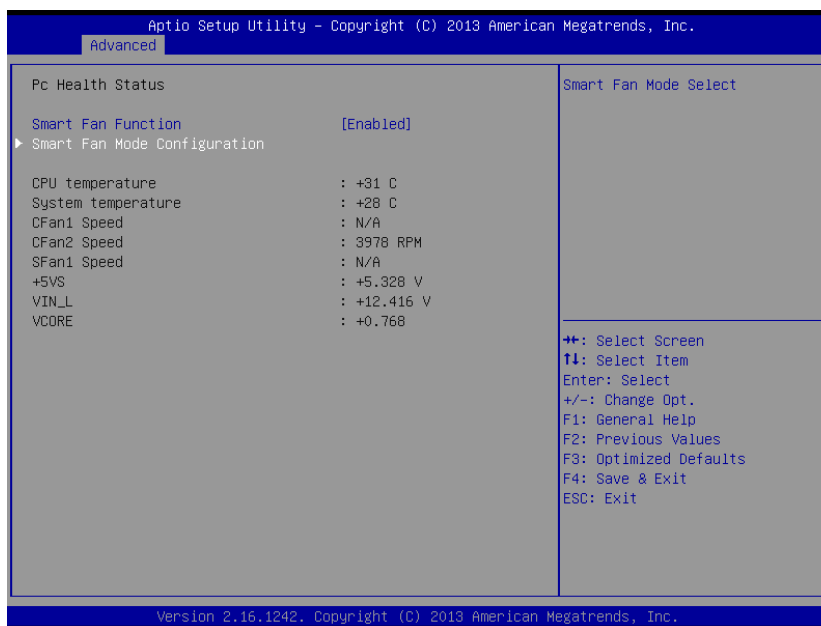 Aptio Setup Utility – Copyright (C) 2013 American Megatrends, Inc.
Advanced
Pc Health Status
Smart Fan Function [Enabled]
Smart Fan Mode Configuration
CPU temperature : +31 C
System temperature : +28 C
CFan1 Speed : N/A
CFan2 Speed : 3978 RPM
SFan1 Speed : N/A
+5VS : +5.328 V
VIN_L : +12.416 V
VCORE : +0.768
Smart Fan Mode Select
→←: Select Screen
↑↓: Select Item
Enter: Select
+/-: Change Opt.
F1: General Help
F2: Previous Values
F3: Optimized Defaults
F4: Save & Exit
ESC: Exit
Version 2.16.1242. Copyright (C) 2013 American Megatrends, Inc.